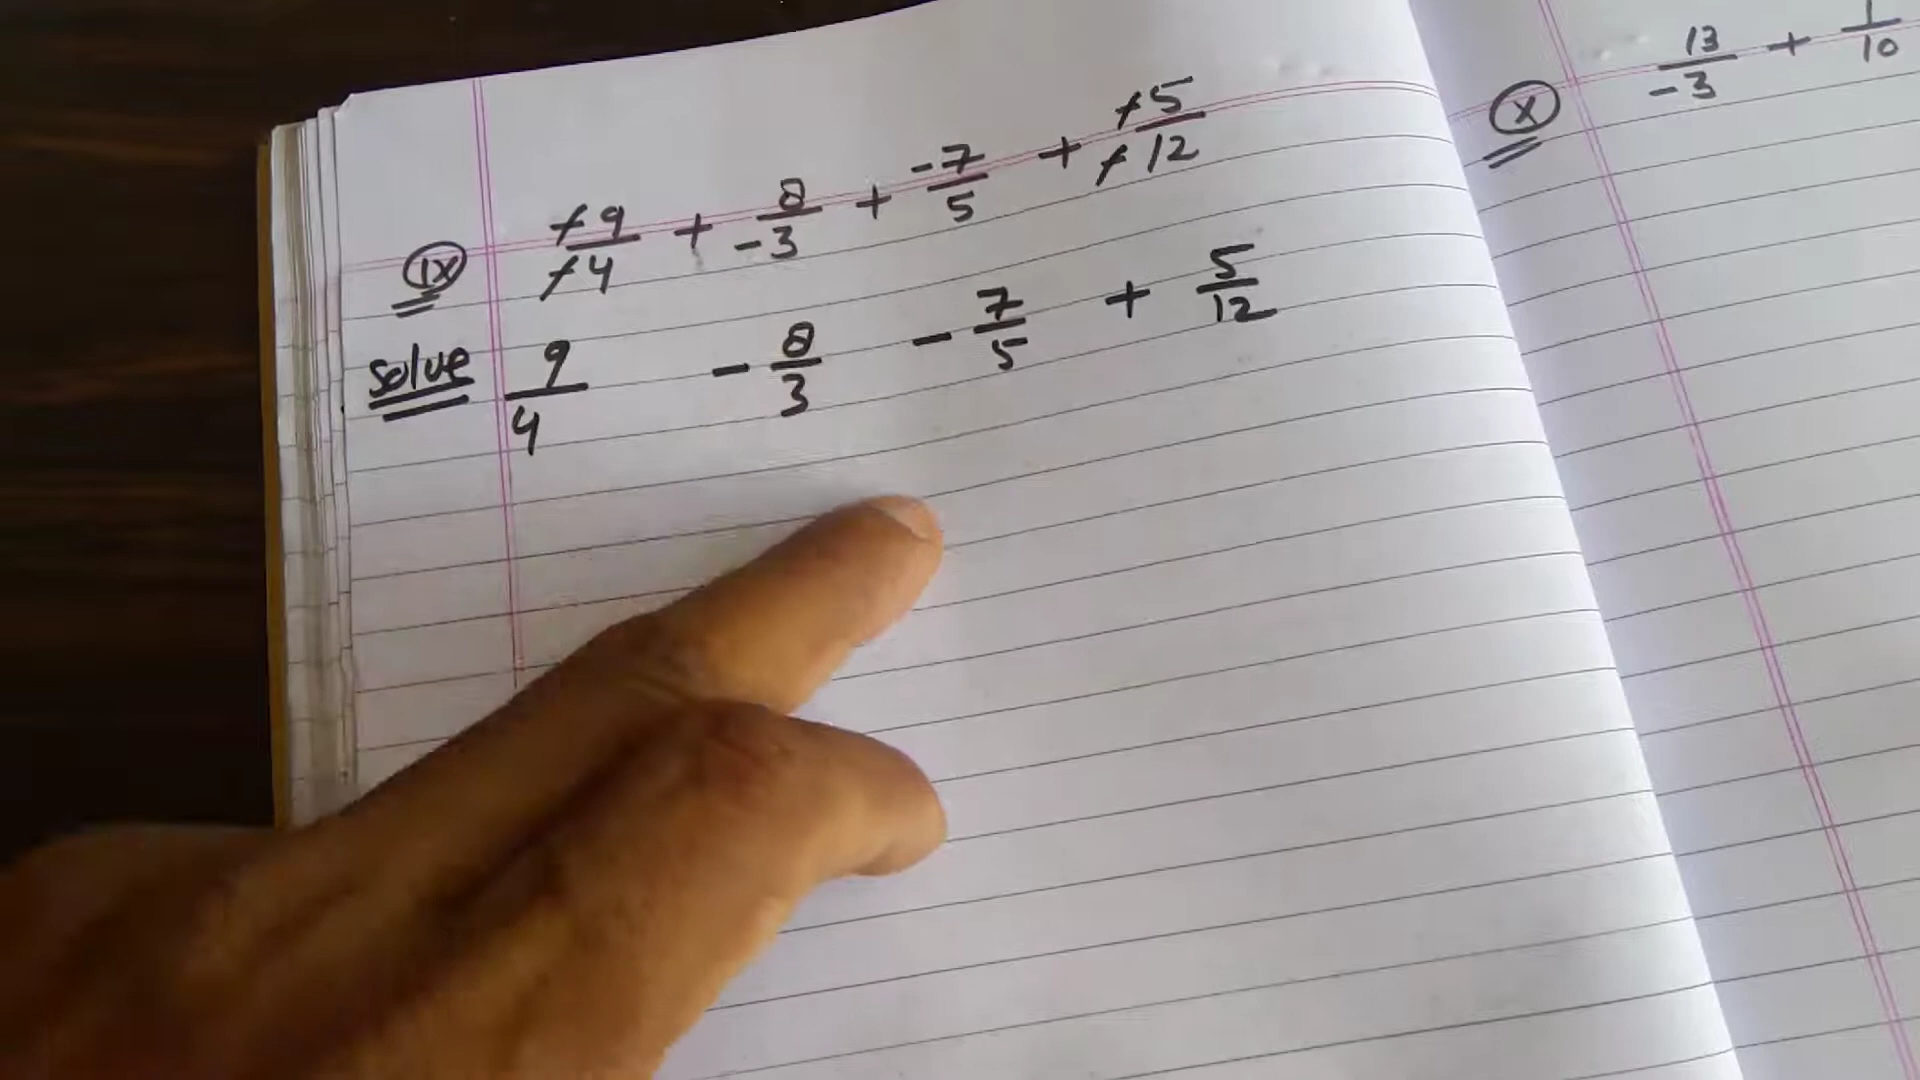 (ix) -9/-4 + 8/-3 + -7/5 + -5/-12
solve 9/4 - 8/3 - 7/5 + 5/12
(x) 13/-3 + 1/10